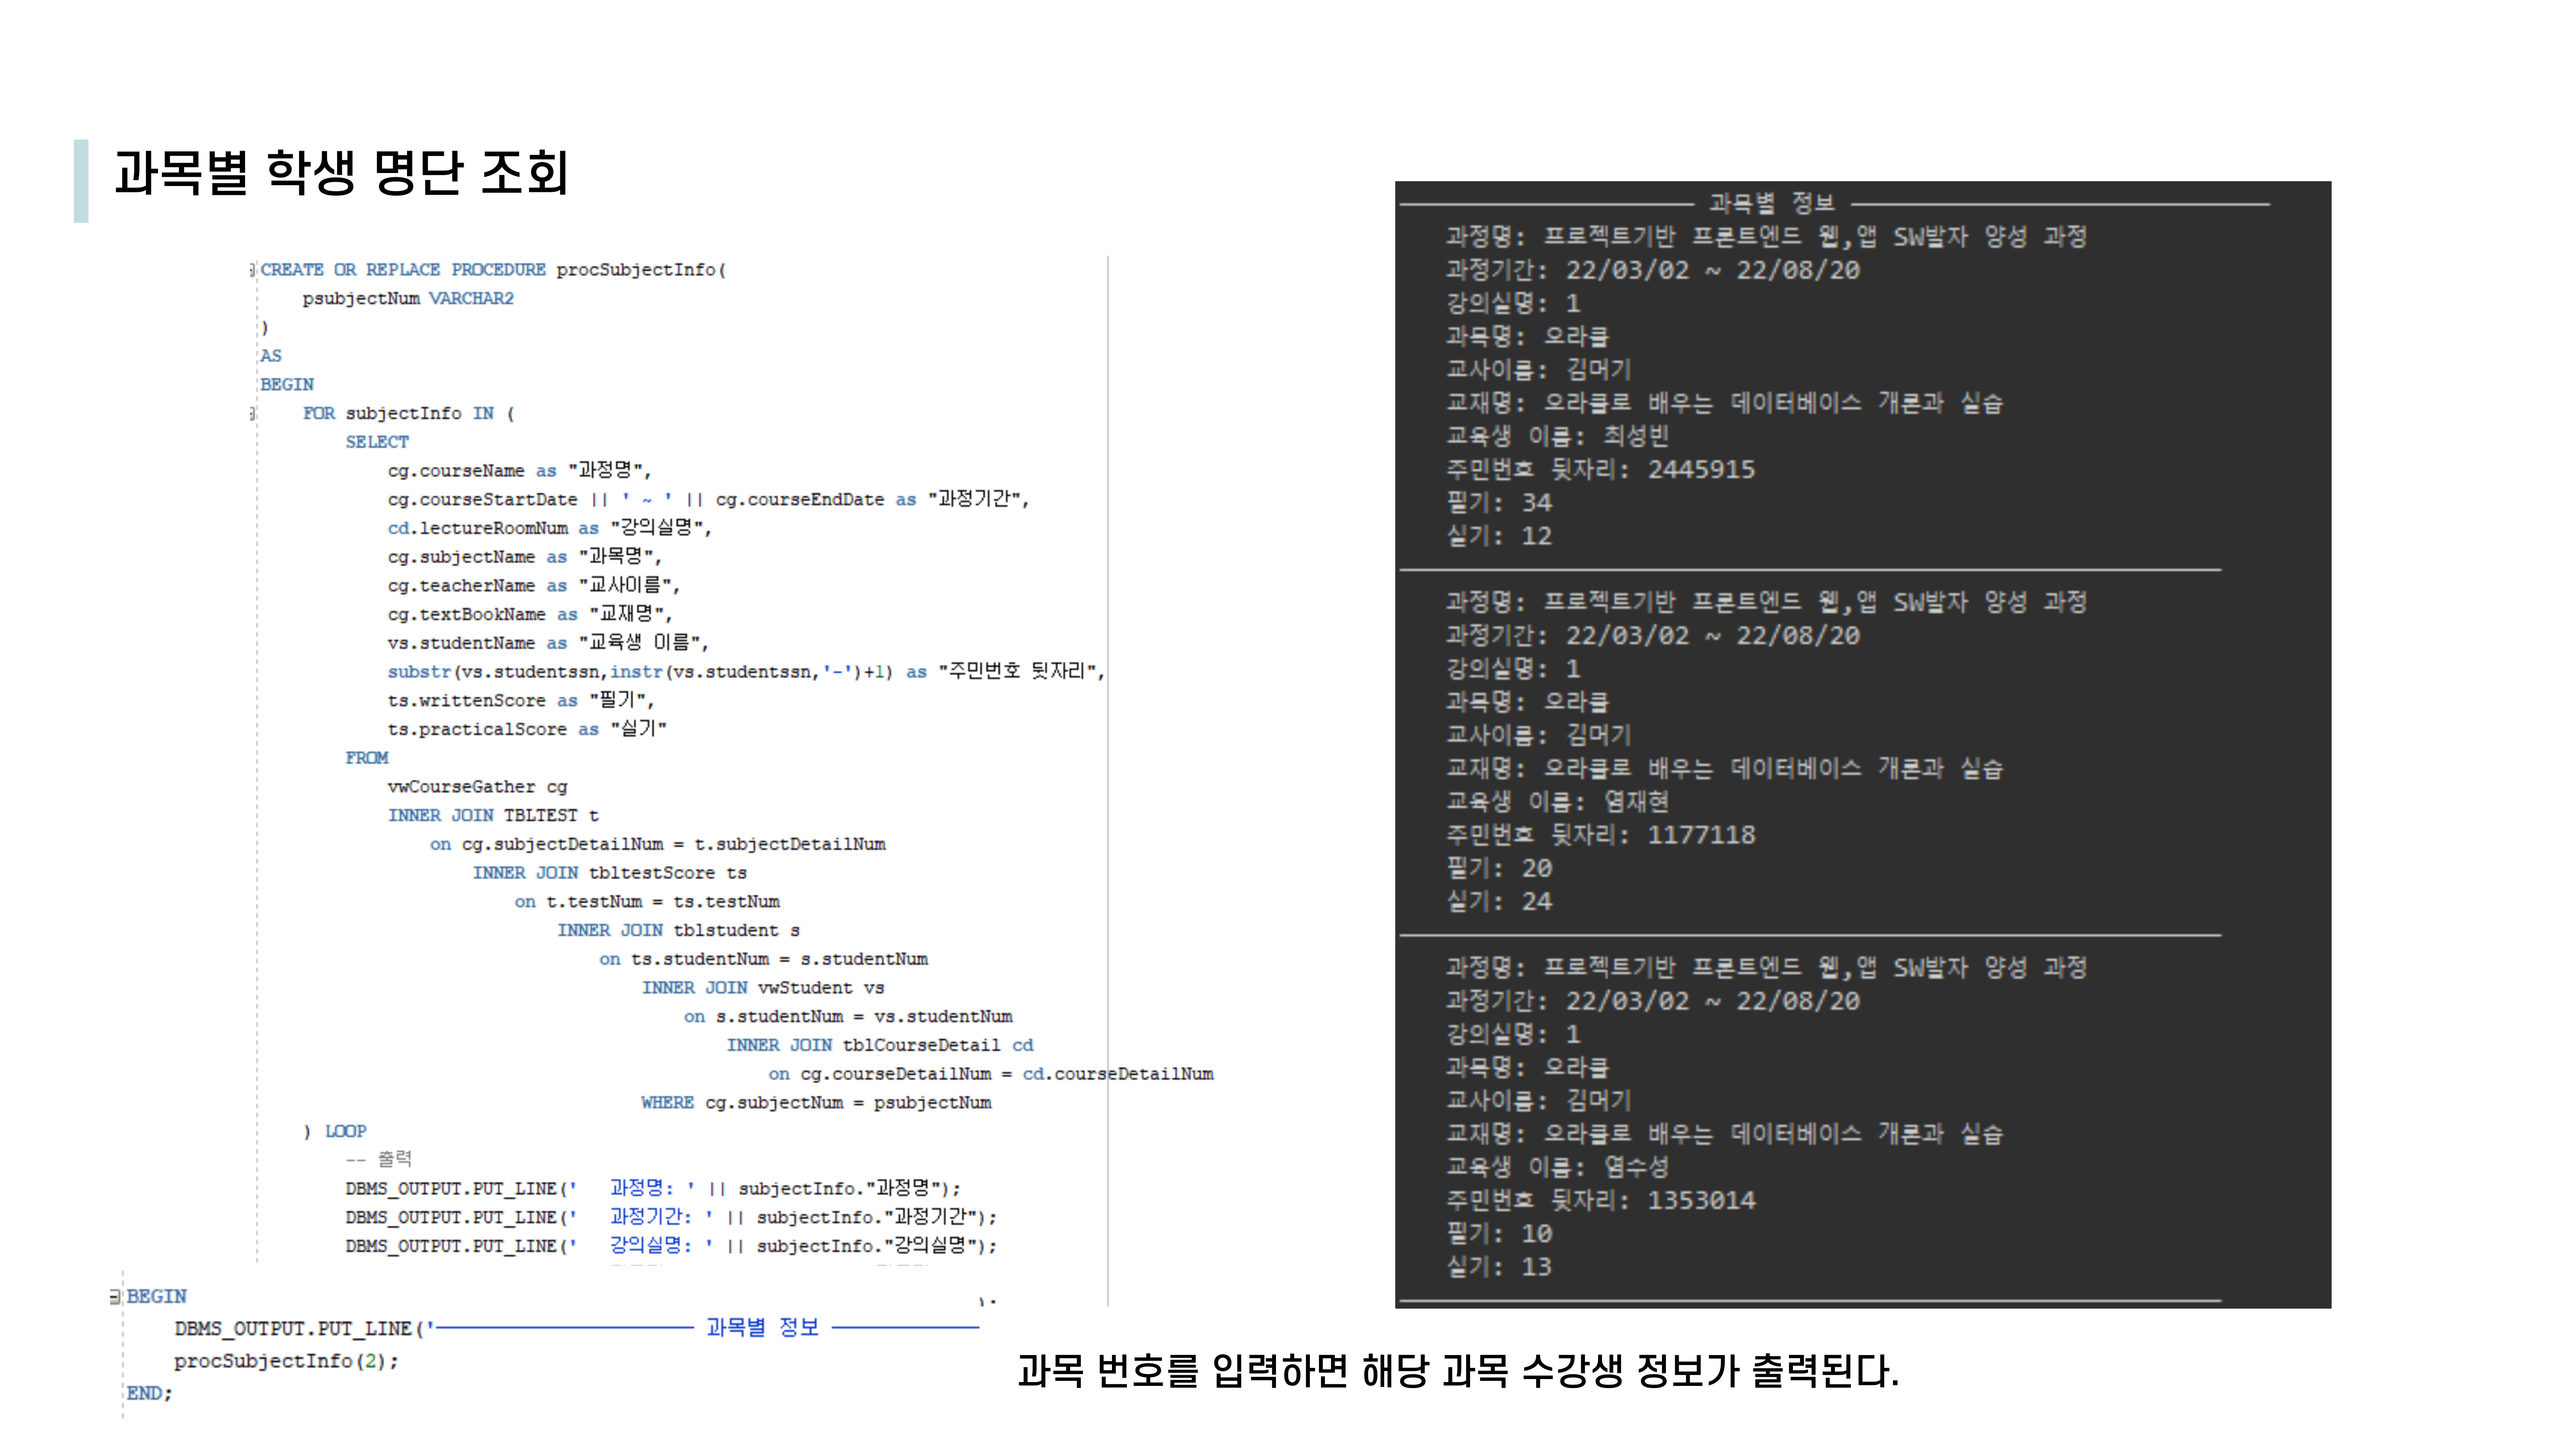 과목별 학생 명단 조회
CREATE OR REPLACE PROCEDURE procSubjectInfo(
psubjectNum VARCHAR2
)
AS
BEGIN
FOR subjectInfo IN (
SELECT
cg.courseName as "과정명",
cg.courseStartDate || ' ~ ' || cg.courseEndDate as "과정기간",
cd.lectureRoomNum as "강의실명",
cg.subjectName as "과목명",
cg.teacherName as "교사이름",
cg.textBookName as "교재명",
vs.studentName as "교육생 이름",
substr(vs.studentssn,instr(vs.studentssn,'-')+1) as "주민번호 뒷자리",
ts.writtenScore as "필기",
ts.practicalScore as "실기"
FROM
vwCourseGather cg
INNER JOIN TBLTEST t
on cg.subjectDetailNum = t.subjectDetailNum
INNER JOIN tbltestScore ts
on t.testNum = ts.testNum
INNER JOIN tblstudent s
on ts.studentNum = s.studentNum
INNER JOIN vwStudent vs
on s.studentNum = vs.studentNum
INNER JOIN tblCourseDetail cd
on cg.courseDetailNum = cd.courseDetailNum
WHERE cg.subjectNum = psubjectNum
) LOOP
-- 출력
DBMS_OUTPUT.PUT_LINE('   과정명: ' || subjectInfo."과정명");
DBMS_OUTPUT.PUT_LINE('   과정기간: ' || subjectInfo."과정기간");
DBMS_OUTPUT.PUT_LINE('   강의실명: ' || subjectInfo."강의실명");
BEGIN
DBMS_OUTPUT.PUT_LINE('──────── 과목별 정보 ────────
procSubjectInfo(2);
END;
──────── 과목별 정보 ────────
과정명: 프로젝트기반 프론트엔드 웹,앱 SW발자 양성 과정
과정기간: 22/03/02 ~ 22/08/20
강의실명: 1
과목명: 오라클
교사이름: 김머기
교재명: 오라클로 배우는 데이터베이스 개론과 실습
교육생 이름: 최성빈
주민번호 뒷자리: 2445915
필기: 34
실기: 12
과정명: 프로젝트기반 프론트엔드 웹,앱 SW발자 양성 과정
과정기간: 22/03/02 ~ 22/08/20
강의실명: 1
과목명: 오라클
교사이름: 김머기
교재명: 오라클로 배우는 데이터베이스 개론과 실습
교육생 이름: 염재현
주민번호 뒷자리: 1177118
필기: 20
실기: 24
과정명: 프로젝트기반 프론트엔드 웹,앱 SW발자 양성 과정
과정기간: 22/03/02 ~ 22/08/20
강의실명: 1
과목명: 오라클
교사이름: 김머기
교재명: 오라클로 배우는 데이터베이스 개론과 실습
교육생 이름: 염수성
주민번호 뒷자리: 1353014
필기: 10
실기: 13
과목 번호를 입력하면 해당 과목 수강생 정보가 출력된다.